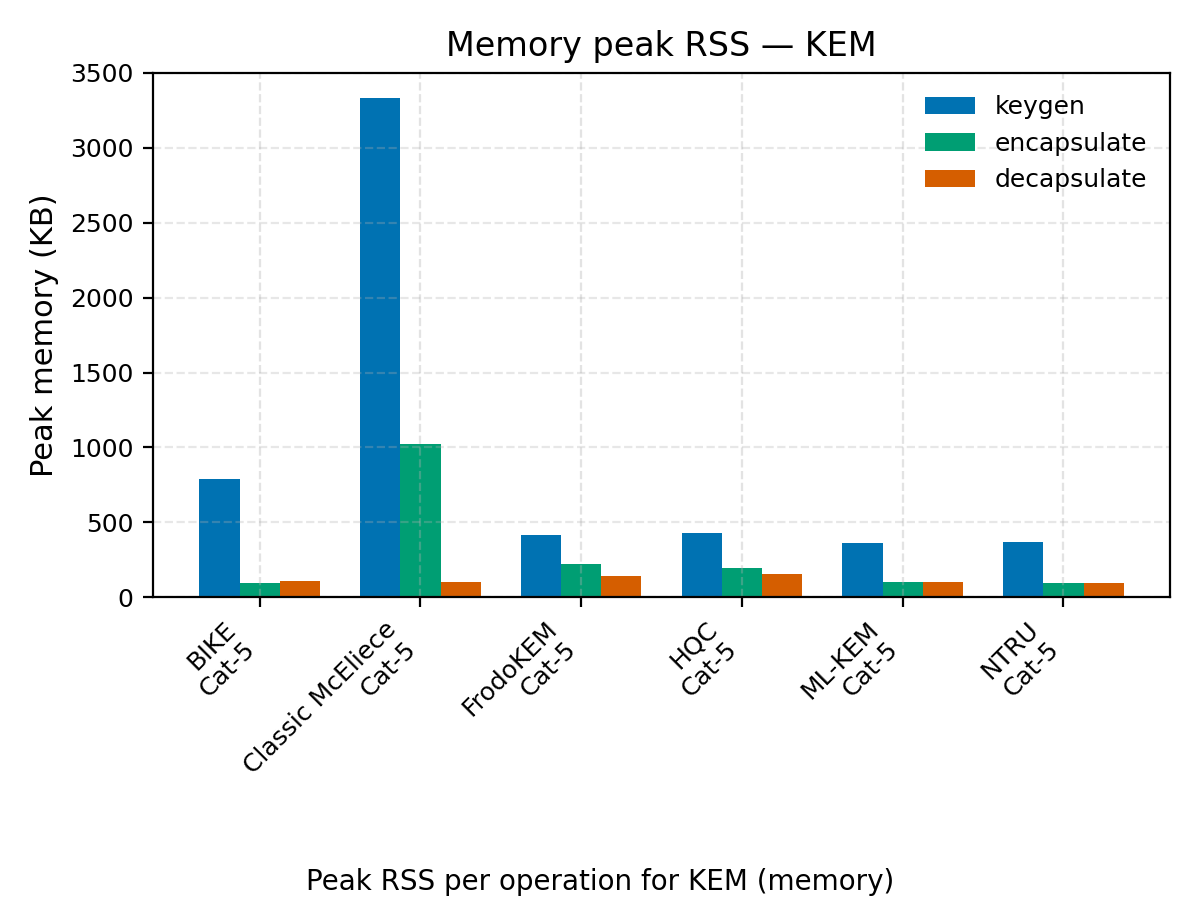 Memory peak RSS — KEM
Peak memory (KB)
3500
3000
2500
2000
1500
1000
500
0
keygen
encapsulate
decapsulate
BIKE
Cat-5
Classic McEliece
Cat-5
FrodoKEM
Cat-5
HQC
Cat-5
ML-KEM
Cat-5
NTRU
Cat-5
Peak RSS per operation for KEM (memory)